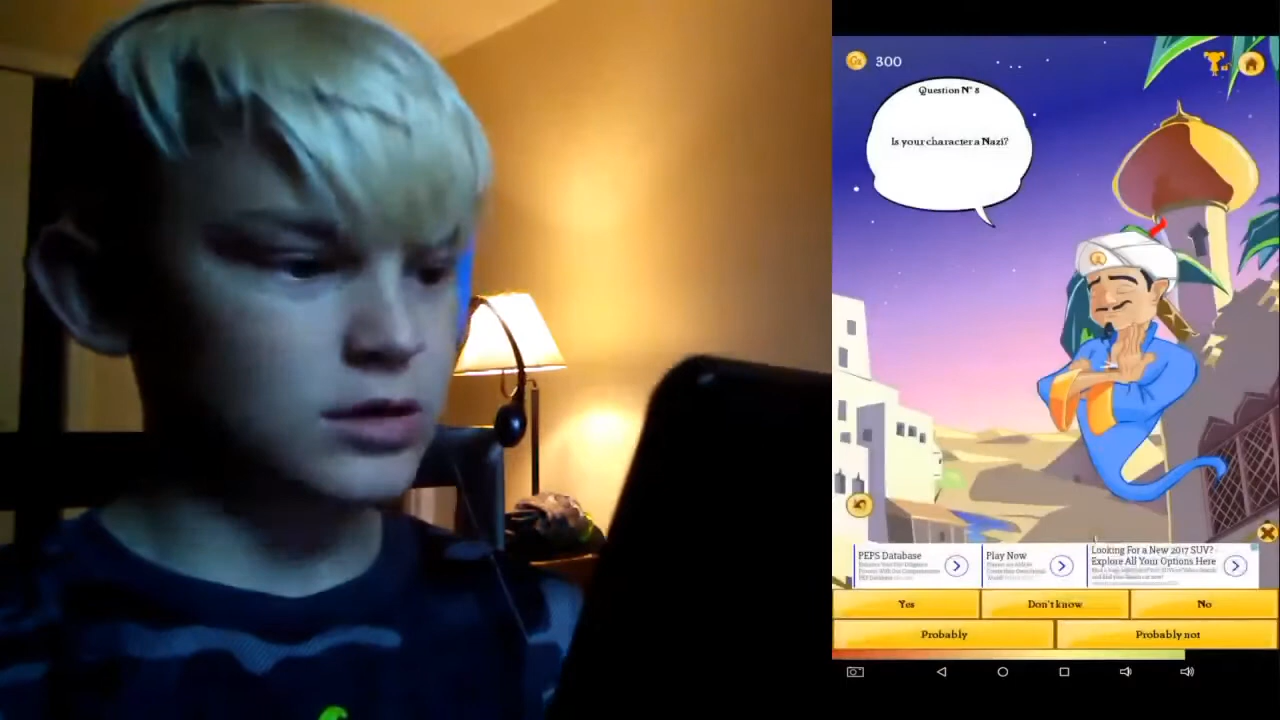 300
Question N° 8
Is your character a Nazi?
PEPS Database
Play Now
Looking For a New 2017 SUV?
Explore All Your Options Here
Yes
Don't know
No
Probably
Probably not